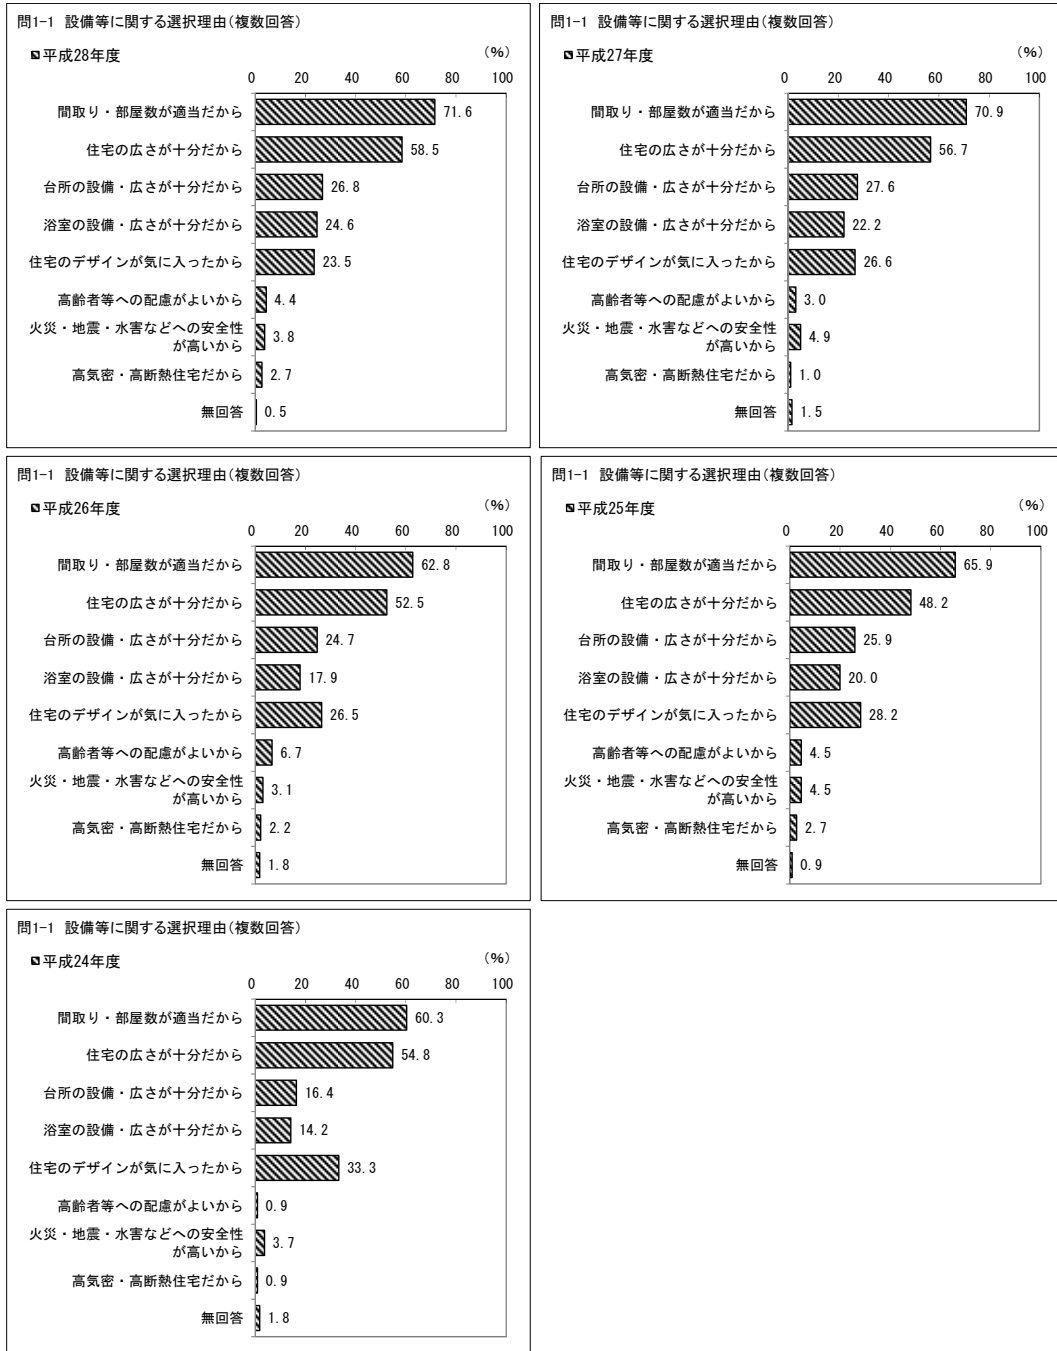 問1-1 設備等に関する選択理由(複数回答)
平成28年度
(%)
0 20 40 60 80 100
間取り・部屋数が適当だから 71.6
住宅の広さが十分だから 58.5
台所の設備・広さが十分だから 26.8
浴室の設備・広さが十分だから 24.6
住宅のデザインが気に入ったから 23.5
高齢者等への配慮がよいから 4.4
火災・地震・水害などへの安全性
が高いから 3.8
高気密・高断熱住宅だから 2.7
無回答 0.5
問1-1 設備等に関する選択理由(複数回答)
平成27年度
(%)
0 20 40 60 80 100
間取り・部屋数が適当だから 70.9
住宅の広さが十分だから 56.7
台所の設備・広さが十分だから 27.6
浴室の設備・広さが十分だから 22.2
住宅のデザインが気に入ったから 26.6
高齢者等への配慮がよいから 3.0
火災・地震・水害などへの安全性
が高いから 4.9
高気密・高断熱住宅だから 1.0
無回答 1.5
問1-1 設備等に関する選択理由(複数回答)
平成26年度
(%)
0 20 40 60 80 100
間取り・部屋数が適当だから 62.8
住宅の広さが十分だから 52.5
台所の設備・広さが十分だから 24.7
浴室の設備・広さが十分だから 17.9
住宅のデザインが気に入ったから 26.5
高齢者等への配慮がよいから 6.7
火災・地震・水害などへの安全性
が高いから 3.1
高気密・高断熱住宅だから 2.2
無回答 1.8
問1-1 設備等に関する選択理由(複数回答)
平成25年度
(%)
0 20 40 60 80 100
間取り・部屋数が適当だから 65.9
住宅の広さが十分だから 48.2
台所の設備・広さが十分だから 25.9
浴室の設備・広さが十分だから 20.0
住宅のデザインが気に入ったから 28.2
高齢者等への配慮がよいから 4.5
火災・地震・水害などへの安全性
が高いから 4.5
高気密・高断熱住宅だから 2.7
無回答 0.9
問1-1 設備等に関する選択理由(複数回答)
平成24年度
(%)
0 20 40 60 80 100
間取り・部屋数が適当だから 60.3
住宅の広さが十分だから 54.8
台所の設備・広さが十分だから 16.4
浴室の設備・広さが十分だから 14.2
住宅のデザインが気に入ったから 33.3
高齢者等への配慮がよいから 0.9
火災・地震・水害などへの安全性
が高いから 3.7
高気密・高断熱住宅だから 0.9
無回答 1.8